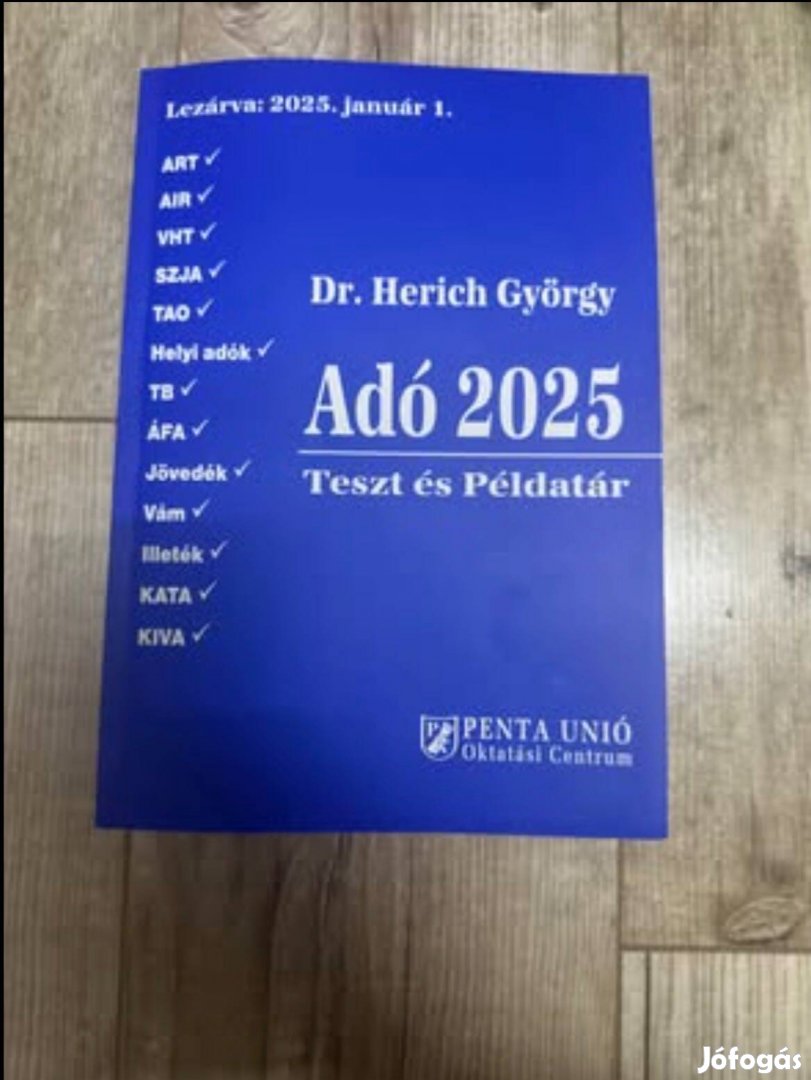 Lezárva: 2025. január 1.
ART ✓
AIR ✓
VHT ✓
SZJA ✓
TAO ✓
Helyi adók ✓
TB ✓
ÁFA ✓
Jövedék ✓
Vám ✓
Illeték ✓
KATA ✓
KIVA ✓
Dr. Herich György
Adó 2025
Teszt és Példatár
PENTA UNIÓ
Oktatási Centrum
Jófogás